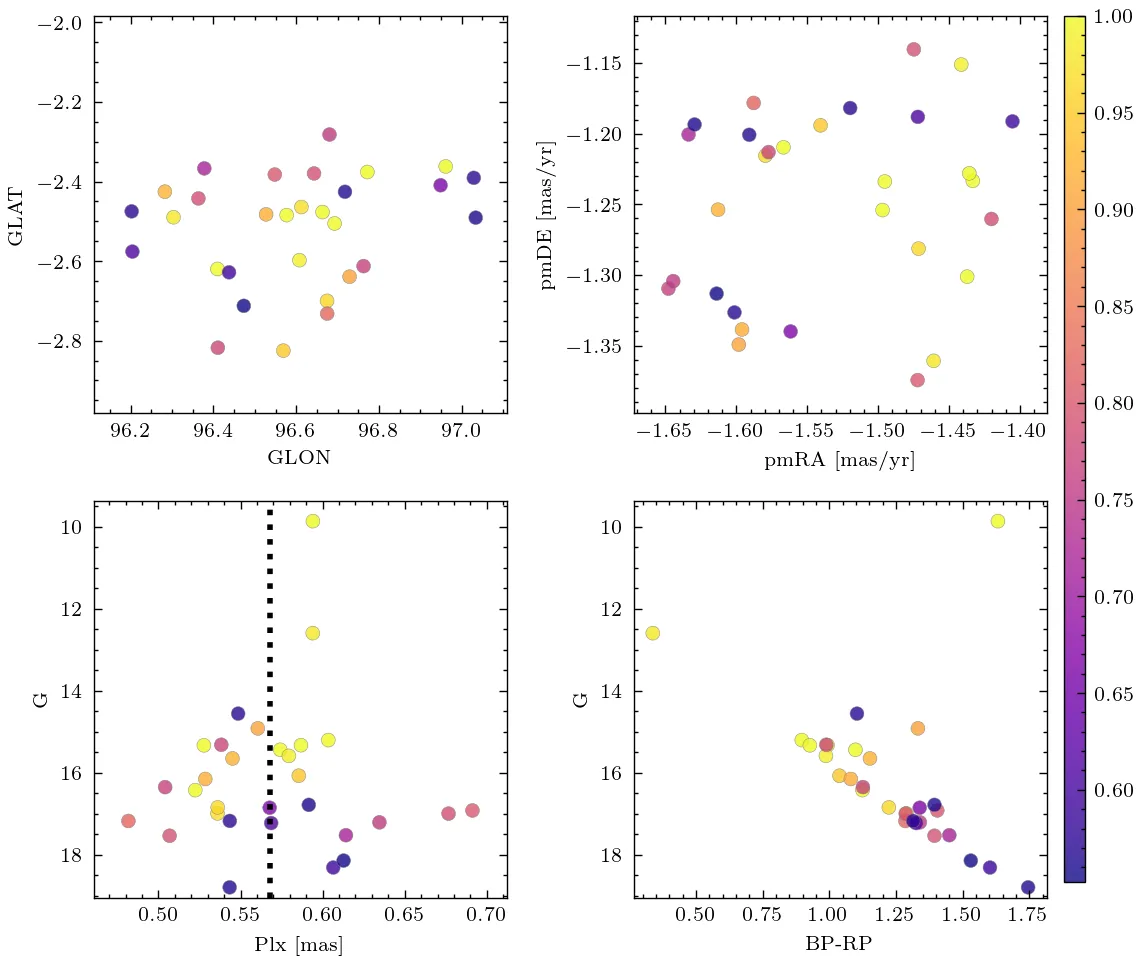 −2.0
−2.2
−2.4
−2.6
−2.8
GLAT
96.2 96.4 96.6 96.8 97.0
GLON
−1.15
−1.20
−1.25
−1.30
−1.35
pmDE [mas/yr]
−1.65 −1.60 −1.55 −1.50 −1.45 −1.40
pmRA [mas/yr]
10
12
14
16
18
G
0.50 0.55 0.60 0.65 0.70
Plx [mas]
10
12
14
16
18
G
0.50 0.75 1.00 1.25 1.50 1.75
BP-RP
1.00
0.95
0.90
0.85
0.80
0.75
0.70
0.65
0.60